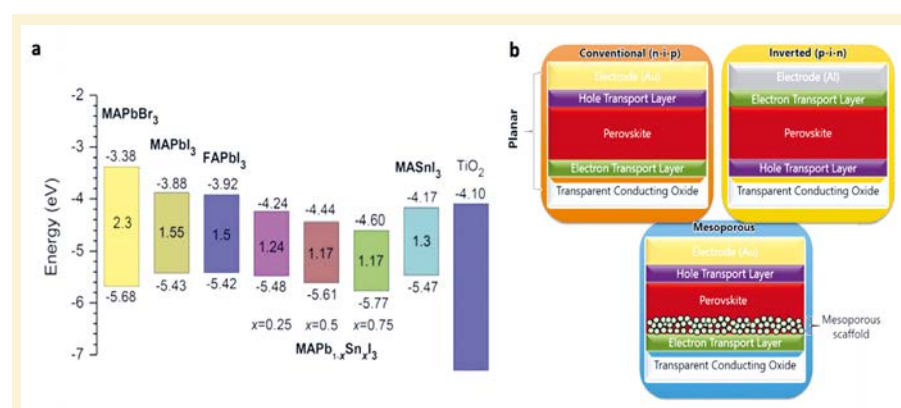 a
Energy (eV)
-2
-3
-4
-5
-6
-7
MAPbBr3
-3.38
2.3
-5.68
MAPbI3
-3.88
1.55
-5.43
FAPbI3
-3.92
1.5
-5.42
-4.24
1.24
-5.48
x=0.25
-4.44
1.17
-5.61
x=0.5
-4.60
1.17
-5.77
x=0.75
MAPb1-xSnxI3
MASnI3
-4.17
1.3
-5.47
TiO2
-4.10
b
Planar
Conventional (n-i-p)
Electrode (Au)
Hole Transport Layer
Perovskite
Electron Transport Layer
Transparent Conducting Oxide
Inverted (p-i-n)
Electrode (Al)
Electron Transport Layer
Perovskite
Hole Transport Layer
Transparent Conducting Oxide
Mesoporous
Electrode (Au)
Hole Transport Layer
Perovskite
Electron Transport Layer
Transparent Conducting Oxide
Mesoporous
scaffold